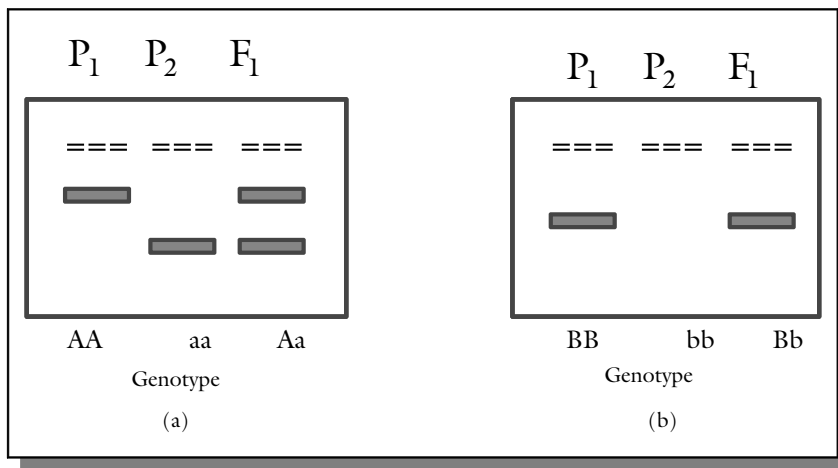 P1 P2 F1
=== === ===
AA aa Aa
Genotype
(a)
P1 P2 F1
=== === ===
BB bb Bb
Genotype
(b)